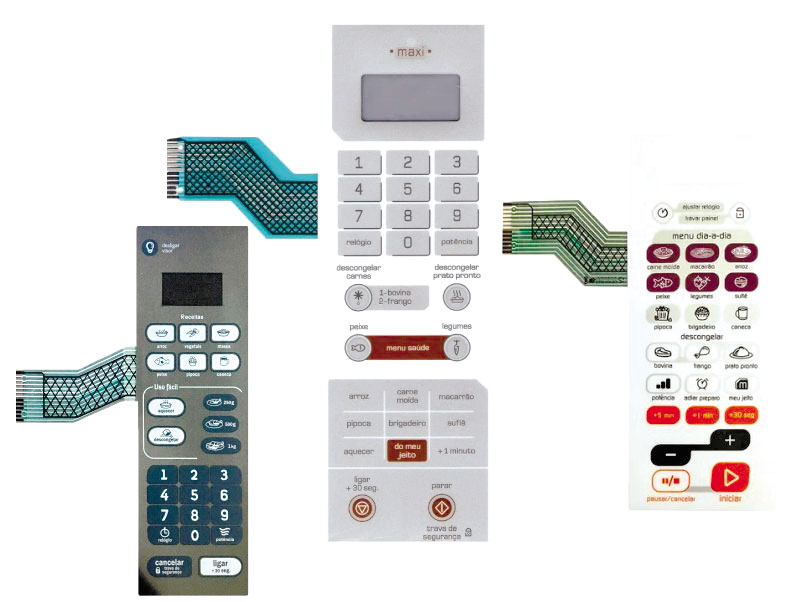 desligar
visor
Receitas
arroz
vegetais
massa
peixe
pipoca
caneca
Uso fácil
aquecer
250g
500g
descongelar
1kg
1 2 3
4 5 6
7 8 9
relógio
0
potência
cancelar
trava de
segurança
ligar
+30 seg.
• maxi •
1 2 3
4 5 6
7 8 9
relógio 0 potência
descongelar
carnes
descongelar
prato pronto
1-bovina
2-frango
peixe
legumes
menu saúde
arroz
carne
moída
macarrão
pipoca
brigadeiro
suflê
aquecer
do meu
jeito
+1 minuto
ligar
+30 seg.
parar
trava de
segurança
ajustar relógio
travar painel
menu dia-a-dia
carne moída
macarrão
arroz
peixe
legumes
suflê
pipoca
brigadeiro
caneca
descongelar
bovina
frango
prato pronto
potência
adiar preparo
meu jeito
+5 min
+1 min
+30 seg
+
−
pausar/cancelar
iniciar